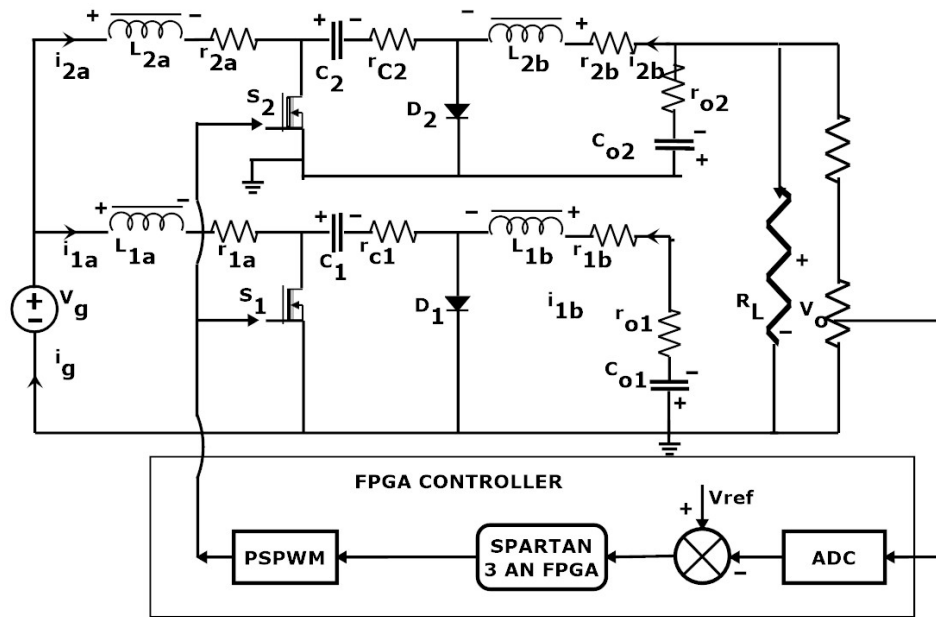 + − + − − +
L2a r2a C2 rC2 L2b r2b i2b
i2a
S2 D2 ro2
Co2 −
+
+ − + − − +
L1a r1a C1 rc1 L1b r1b
i1a
S1 D1 i1b ro1
+ Vg
−
RL + Vo
−
ig
Co1 −
+
FPGA CONTROLLER
+ Vref
PSPWM
SPARTAN
3 AN FPGA
−
ADC